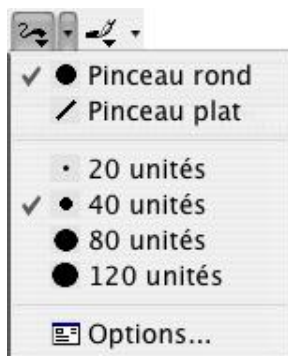 Pinceau rond
Pinceau plat
20 unités
40 unités
80 unités
120 unités
Options...